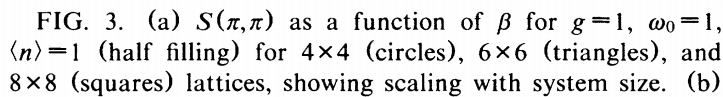 FIG. 3. (a) S(π,π) as a function of β for g=1, ω₀=1,
⟨n⟩=1 (half filling) for 4×4 (circles), 6×6 (triangles), and
8×8 (squares) lattices, showing scaling with system size. (b)